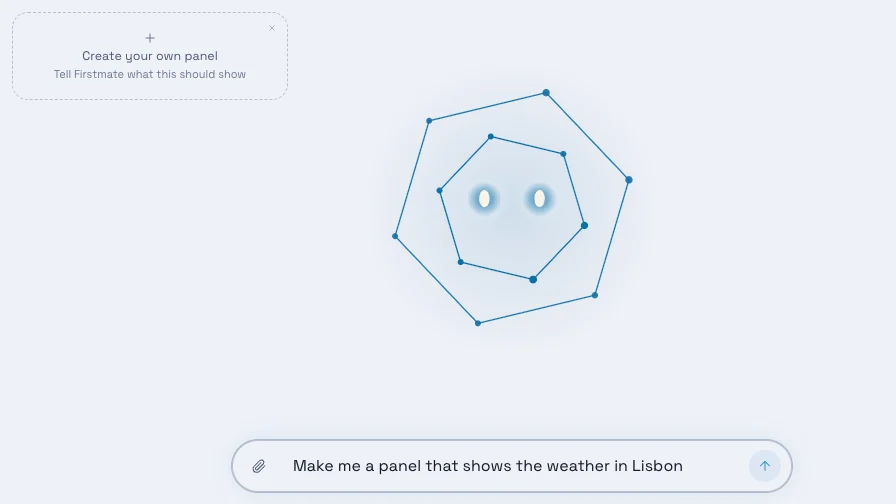 Create your own panel
Tell Firstmate what this should show
Make me a panel that shows the weather in Lisbon